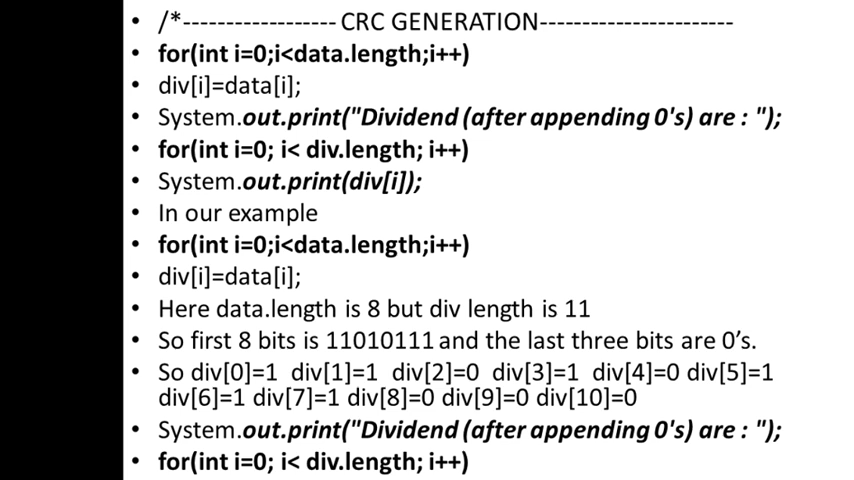 • /*------------------ CRC GENERATION-----------------------
• for(int i=0;i<data.length;i++)
• div[i]=data[i];
• System.out.print("Dividend (after appending 0's) are : ");
• for(int i=0; i< div.length; i++)
• System.out.print(div[i]);
• In our example
• for(int i=0;i<data.length;i++)
• div[i]=data[i];
• Here data.length is 8 but div length is 11
• So first 8 bits is 11010111 and the last three bits are 0’s.
• So div[0]=1 div[1]=1 div[2]=0 div[3]=1 div[4]=0 div[5]=1
div[6]=1 div[7]=1 div[8]=0 div[9]=0 div[10]=0
• System.out.print("Dividend (after appending 0's) are : ");
• for(int i=0; i< div.length; i++)